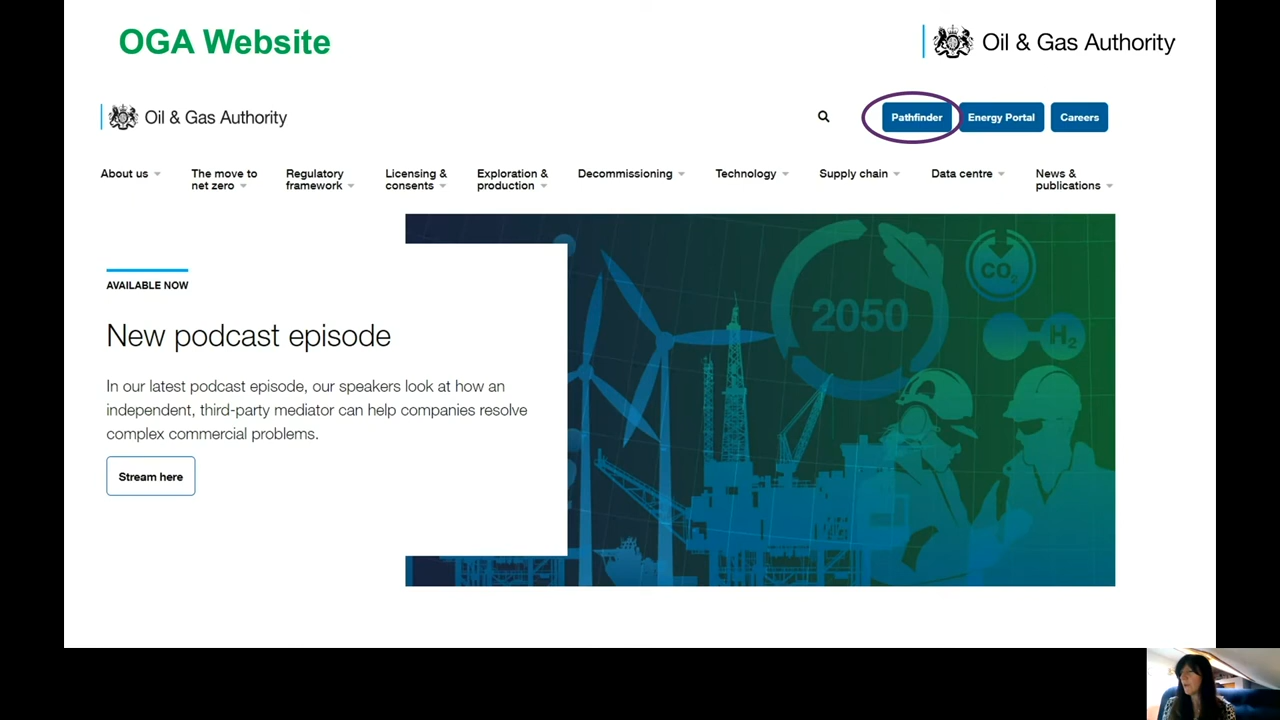 OGA Website
Oil & Gas Authority
Oil & Gas Authority
Pathfinder
Energy Portal
Careers
About us
The move to
net zero
Regulatory
framework
Licensing &
consents
Exploration &
production
Decommissioning
Technology
Supply chain
Data centre
News &
publications
AVAILABLE NOW
New podcast episode
In our latest podcast episode, our speakers look at how an
independent, third-party mediator can help companies resolve
complex commercial problems.
Stream here
2050
CO₂
H₂